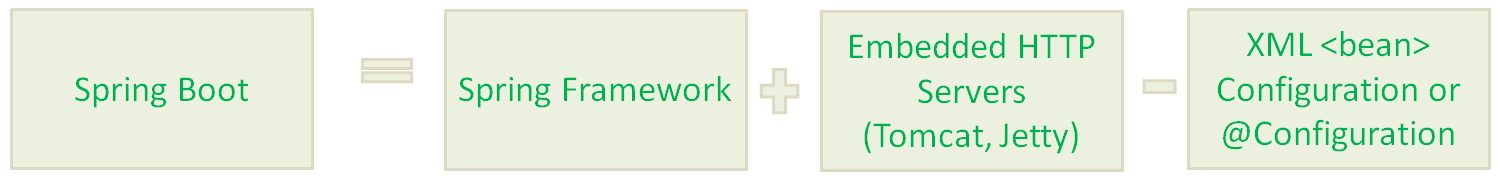 Spring Boot
=
Spring Framework
+
Embedded HTTP
Servers
(Tomcat, Jetty)
-
XML <bean>
Configuration or
@Configuration